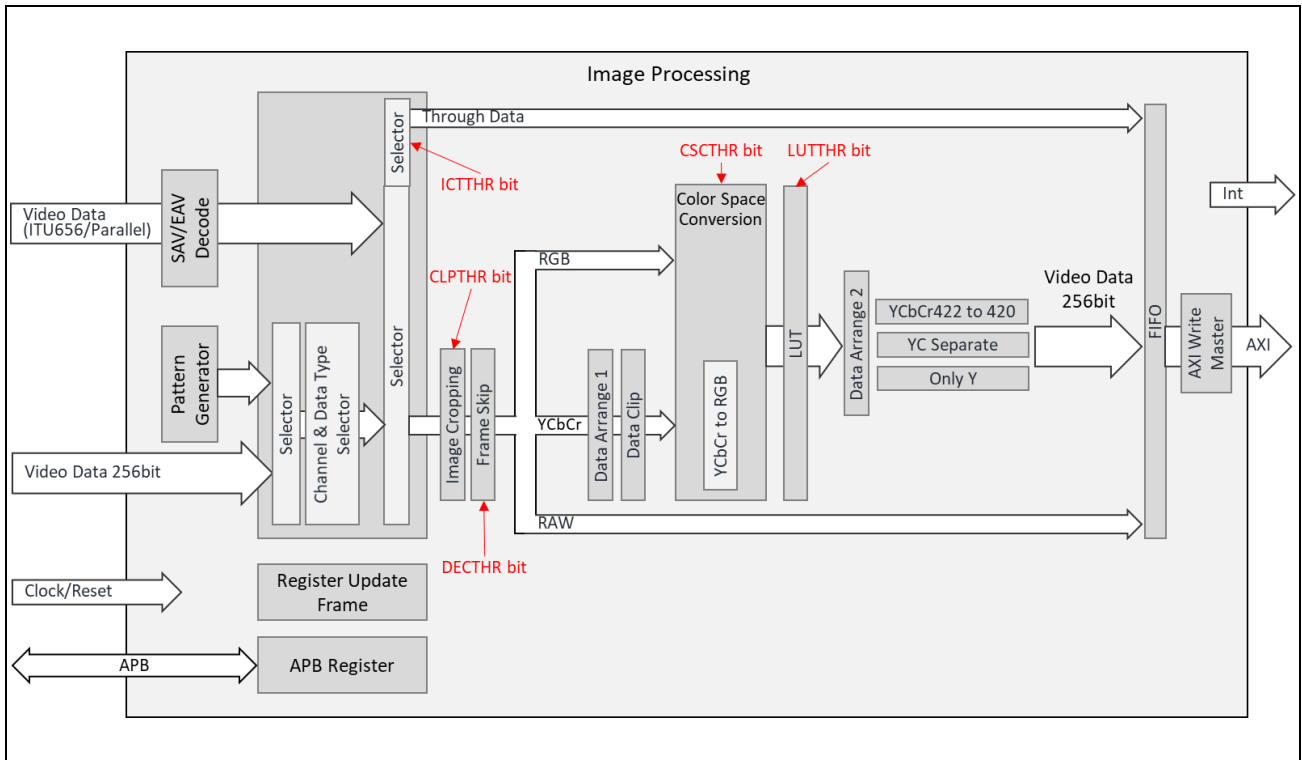 Image Processing
Selector
Through Data
ICTTHR bit
CSCTHR bit
LUTTHR bit
Video Data
(ITU656/Parallel)
SAV/EAV
Decode
Color Space
Conversion
Int
CLPTHR bit
RGB
Pattern
Generator
Selector
Channel & Data Type
Selector
Selector
Image Cropping
Frame Skip
YCbCr
Data Arrange 1
Data Clip
YCbCr to RGB
LUT
Data Arrange 2
YCbCr422 to 420
YC Separate
Only Y
Video Data
256bit
FIFO
AXI Write
Master
AXI
Video Data 256bit
RAW
DECTHR bit
Clock/Reset
Register Update
Frame
APB
APB Register